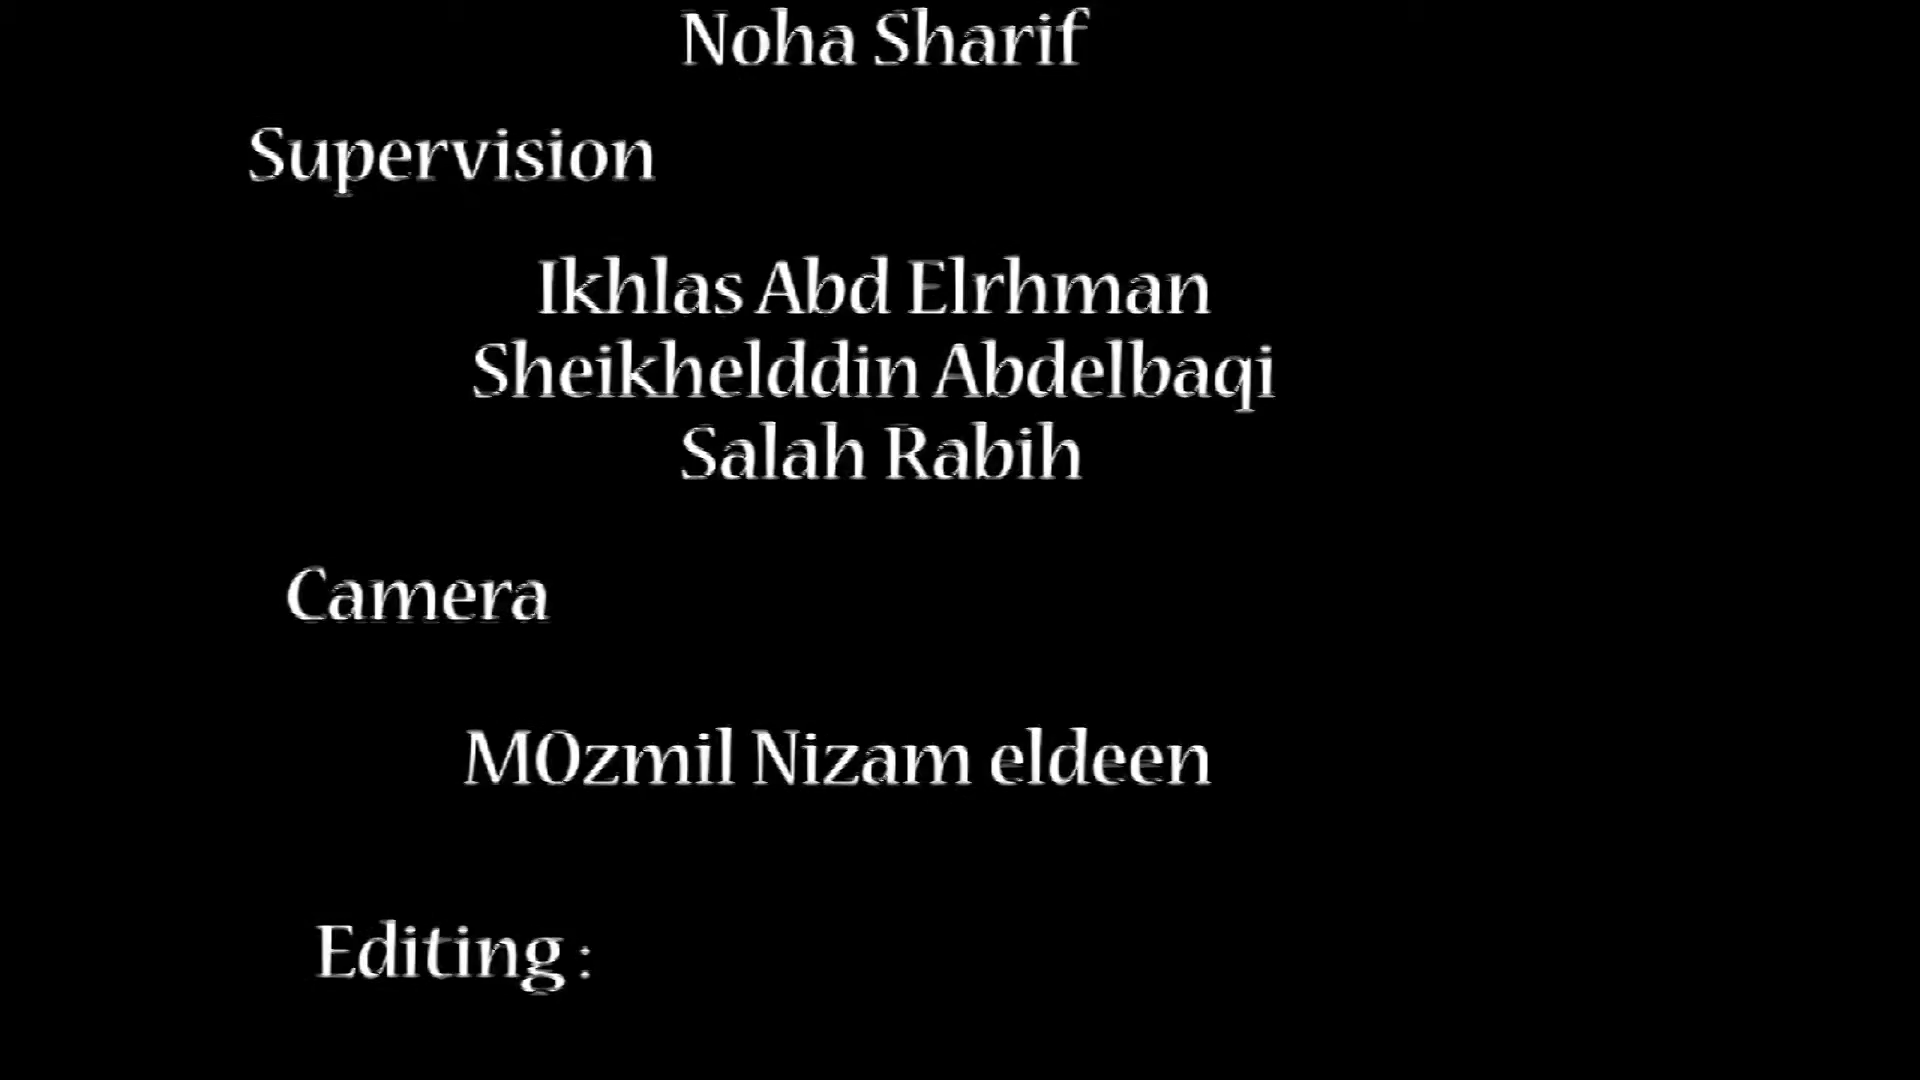 Noha Sharif
Supervision
Ikhlas Abd Elrhman
Sheikhelddin Abdelbaqi
Salah Rabih
Camera
MOzmil Nizam eldeen
Editing :